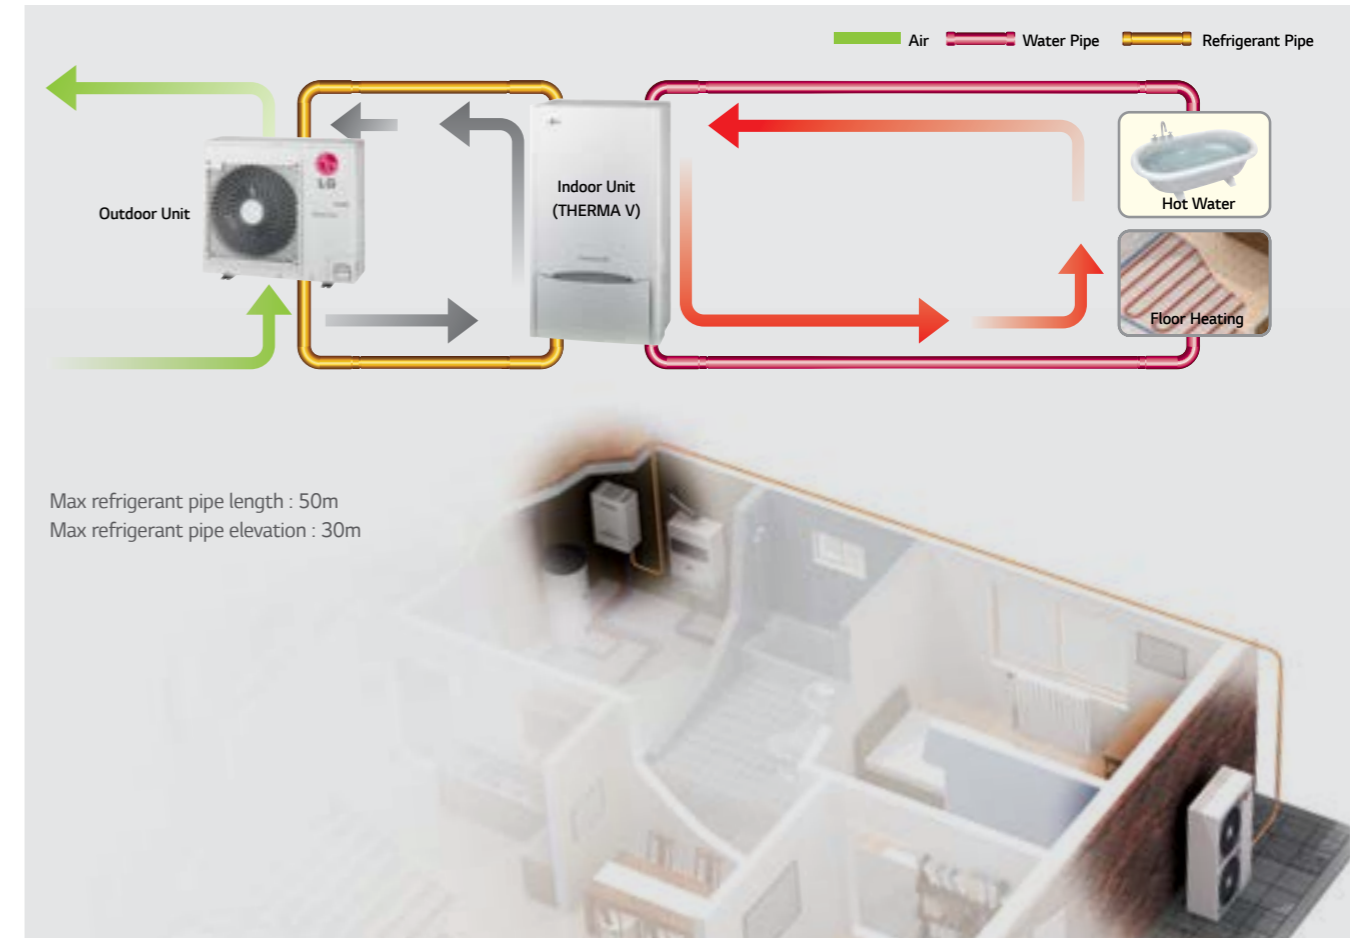 Air
Water Pipe
Refrigerant Pipe
LG
Outdoor Unit
Indoor Unit
(THERMA V)
Hot Water
Floor Heating
Max refrigerant pipe length : 50m
Max refrigerant pipe elevation : 30m